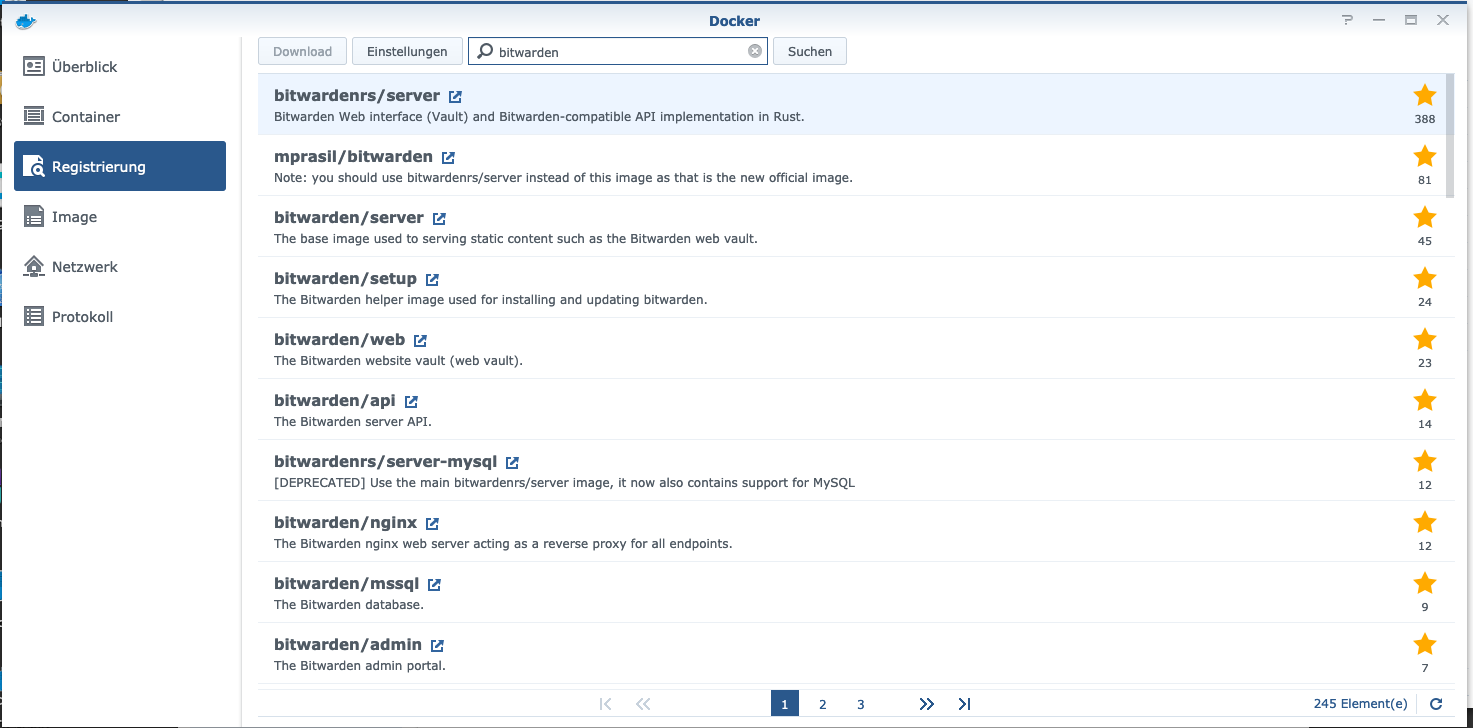 Docker
Überblick
Container
Registrierung
Image
Netzwerk
Protokoll
Download
Einstellungen
bitwarden
Suchen
bitwardenrs/server
Bitwarden Web interface (Vault) and Bitwarden-compatible API implementation in Rust.
388
mprasil/bitwarden
Note: you should use bitwardenrs/server instead of this image as that is the new official image.
81
bitwarden/server
The base image used to serving static content such as the Bitwarden web vault.
45
bitwarden/setup
The Bitwarden helper image used for installing and updating bitwarden.
24
bitwarden/web
The Bitwarden website vault (web vault).
23
bitwarden/api
The Bitwarden server API.
14
bitwardenrs/server-mysql
[DEPRECATED] Use the main bitwardenrs/server image, it now also contains support for MySQL
12
bitwarden/nginx
The Bitwarden nginx web server acting as a reverse proxy for all endpoints.
12
bitwarden/mssql
The Bitwarden database.
9
bitwarden/admin
The Bitwarden admin portal.
7
1 2 3
245 Element(e)